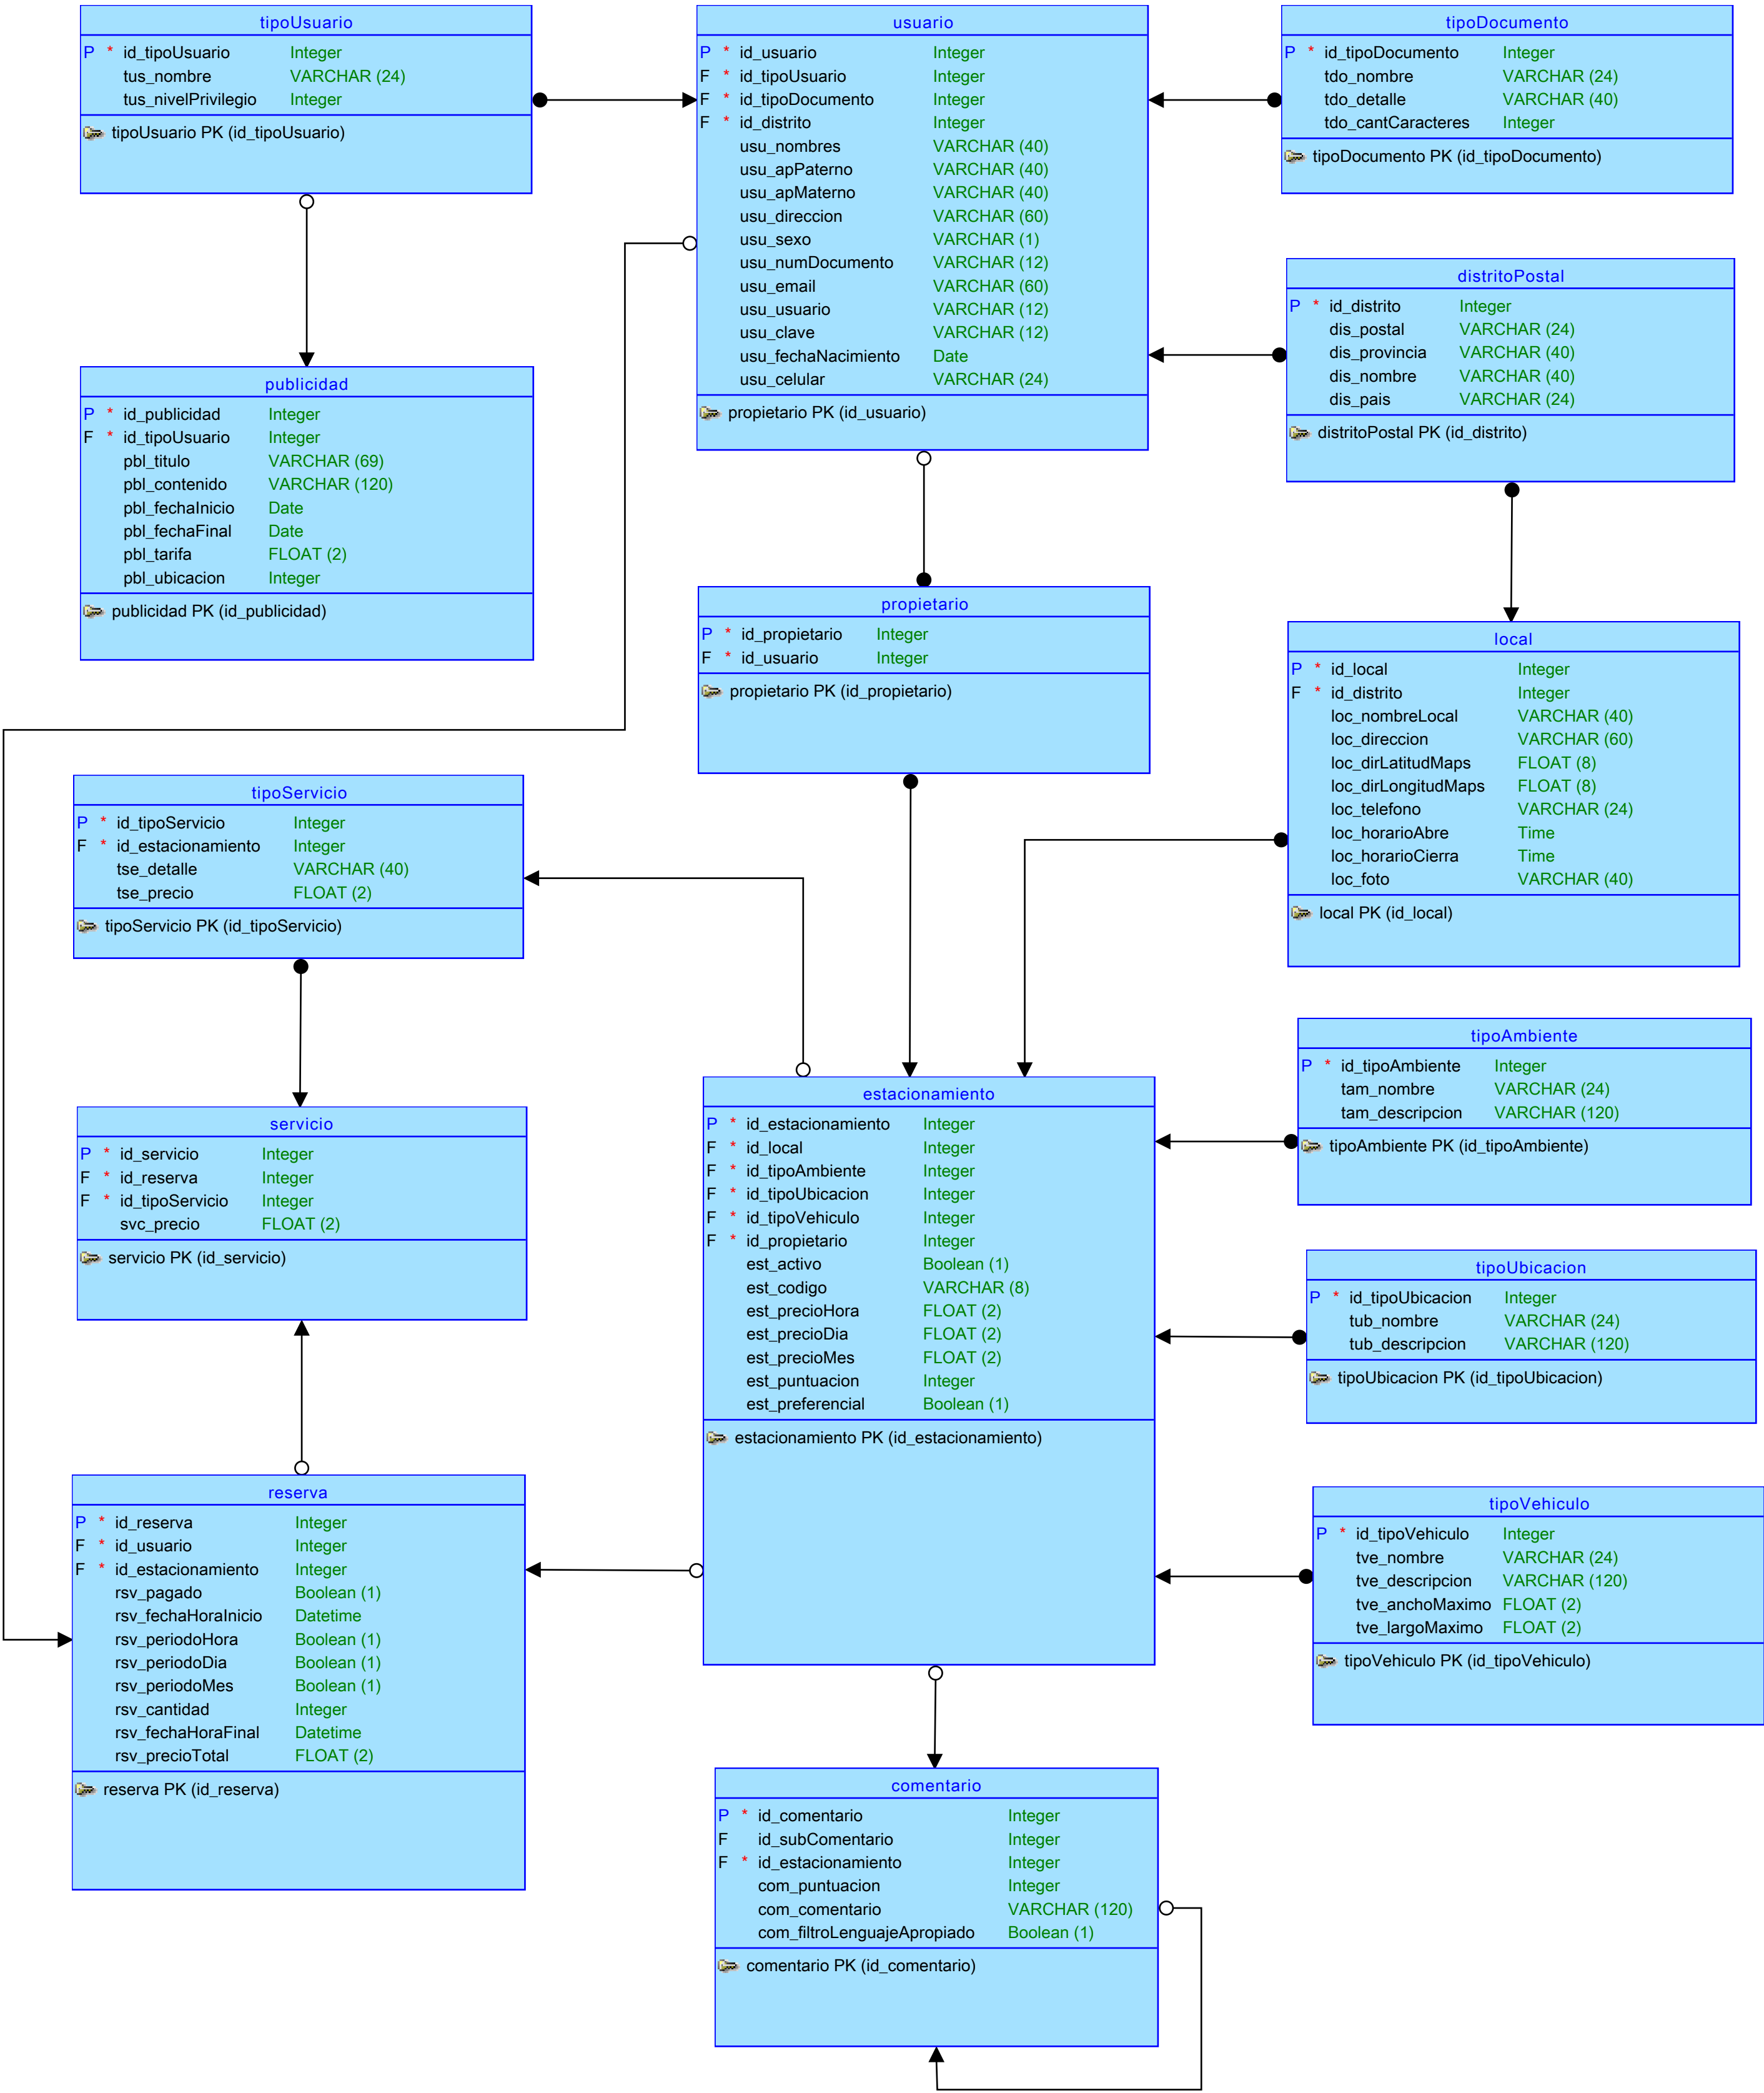 tipoUsuario
P * id_tipoUsuario Integer
tus_nombre VARCHAR (24)
tus_nivelPrivilegio Integer
tipoUsuario PK (id_tipoUsuario)
usuario
P * id_usuario Integer
F * id_tipoUsuario Integer
F * id_tipoDocumento Integer
F * id_distrito Integer
usu_nombres VARCHAR (40)
usu_apPaterno VARCHAR (40)
usu_apMaterno VARCHAR (40)
usu_direccion VARCHAR (60)
usu_sexo VARCHAR (1)
usu_numDocumento VARCHAR (12)
usu_email VARCHAR (60)
usu_usuario VARCHAR (12)
usu_clave VARCHAR (12)
usu_fechaNacimiento Date
usu_celular VARCHAR (24)
propietario PK (id_usuario)
tipoDocumento
P * id_tipoDocumento Integer
tdo_nombre VARCHAR (24)
tdo_detalle VARCHAR (40)
tdo_cantCaracteres Integer
tipoDocumento PK (id_tipoDocumento)
distritoPostal
P * id_distrito Integer
dis_postal VARCHAR (24)
dis_provincia VARCHAR (40)
dis_nombre VARCHAR (40)
dis_pais VARCHAR (24)
distritoPostal PK (id_distrito)
publicidad
P * id_publicidad Integer
F * id_tipoUsuario Integer
pbl_titulo VARCHAR (69)
pbl_contenido VARCHAR (120)
pbl_fechaInicio Date
pbl_fechaFinal Date
pbl_tarifa FLOAT (2)
pbl_ubicacion Integer
publicidad PK (id_publicidad)
propietario
P * id_propietario Integer
F * id_usuario Integer
propietario PK (id_propietario)
local
P * id_local Integer
F * id_distrito Integer
loc_nombreLocal VARCHAR (40)
loc_direccion VARCHAR (60)
loc_dirLatitudMaps FLOAT (8)
loc_dirLongitudMaps FLOAT (8)
loc_telefono VARCHAR (24)
loc_horarioAbre Time
loc_horarioCierra Time
loc_foto VARCHAR (40)
local PK (id_local)
tipoServicio
P * id_tipoServicio Integer
F * id_estacionamiento Integer
tse_detalle VARCHAR (40)
tse_precio FLOAT (2)
tipoServicio PK (id_tipoServicio)
servicio
P * id_servicio Integer
F * id_reserva Integer
F * id_tipoServicio Integer
svc_precio FLOAT (2)
servicio PK (id_servicio)
estacionamiento
P * id_estacionamiento Integer
F * id_local Integer
F * id_tipoAmbiente Integer
F * id_tipoUbicacion Integer
F * id_tipoVehiculo Integer
F * id_propietario Integer
est_activo Boolean (1)
est_codigo VARCHAR (8)
est_precioHora FLOAT (2)
est_precioDia FLOAT (2)
est_precioMes FLOAT (2)
est_puntuacion Integer
est_preferencial Boolean (1)
estacionamiento PK (id_estacionamiento)
tipoAmbiente
P * id_tipoAmbiente Integer
tam_nombre VARCHAR (24)
tam_descripcion VARCHAR (120)
tipoAmbiente PK (id_tipoAmbiente)
tipoUbicacion
P * id_tipoUbicacion Integer
tub_nombre VARCHAR (24)
tub_descripcion VARCHAR (120)
tipoUbicacion PK (id_tipoUbicacion)
reserva
P * id_reserva Integer
F * id_usuario Integer
F * id_estacionamiento Integer
rsv_pagado Boolean (1)
rsv_fechaHoraInicio Datetime
rsv_periodoHora Boolean (1)
rsv_periodoDia Boolean (1)
rsv_periodoMes Boolean (1)
rsv_cantidad Integer
rsv_fechaHoraFinal Datetime
rsv_precioTotal FLOAT (2)
reserva PK (id_reserva)
tipoVehiculo
P * id_tipoVehiculo Integer
tve_nombre VARCHAR (24)
tve_descripcion VARCHAR (120)
tve_anchoMaximo FLOAT (2)
tve_largoMaximo FLOAT (2)
tipoVehiculo PK (id_tipoVehiculo)
comentario
P * id_comentario Integer
F id_subComentario Integer
F * id_estacionamiento Integer
com_puntuacion Integer
com_comentario VARCHAR (120)
com_filtroLenguajeApropiado Boolean (1)
comentario PK (id_comentario)